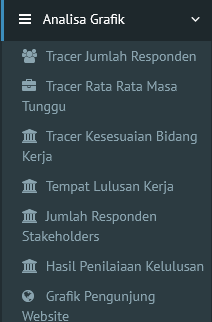 Analisa Grafik
Tracer Jumlah Responden
Tracer Rata Rata Masa
Tunggu
Tracer Kesesuaian Bidang
Kerja
Tempat Lulusan Kerja
Jumlah Responden
Stakeholders
Hasil Penilaiaan Kelulusan
Grafik Pengunjung
Website